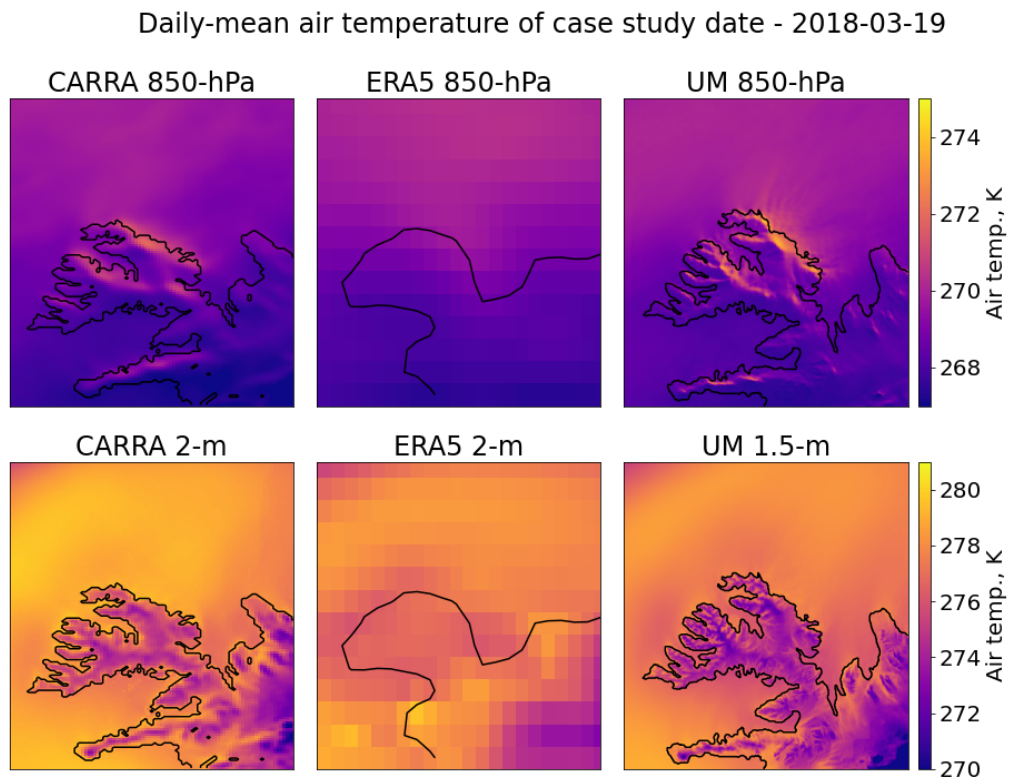 Daily-mean air temperature of case study date - 2018-03-19
CARRA 850-hPa
ERA5 850-hPa
UM 850-hPa
274
272
270
268
Air temp., K
CARRA 2-m
ERA5 2-m
UM 1.5-m
280
278
276
274
272
270
Air temp., K